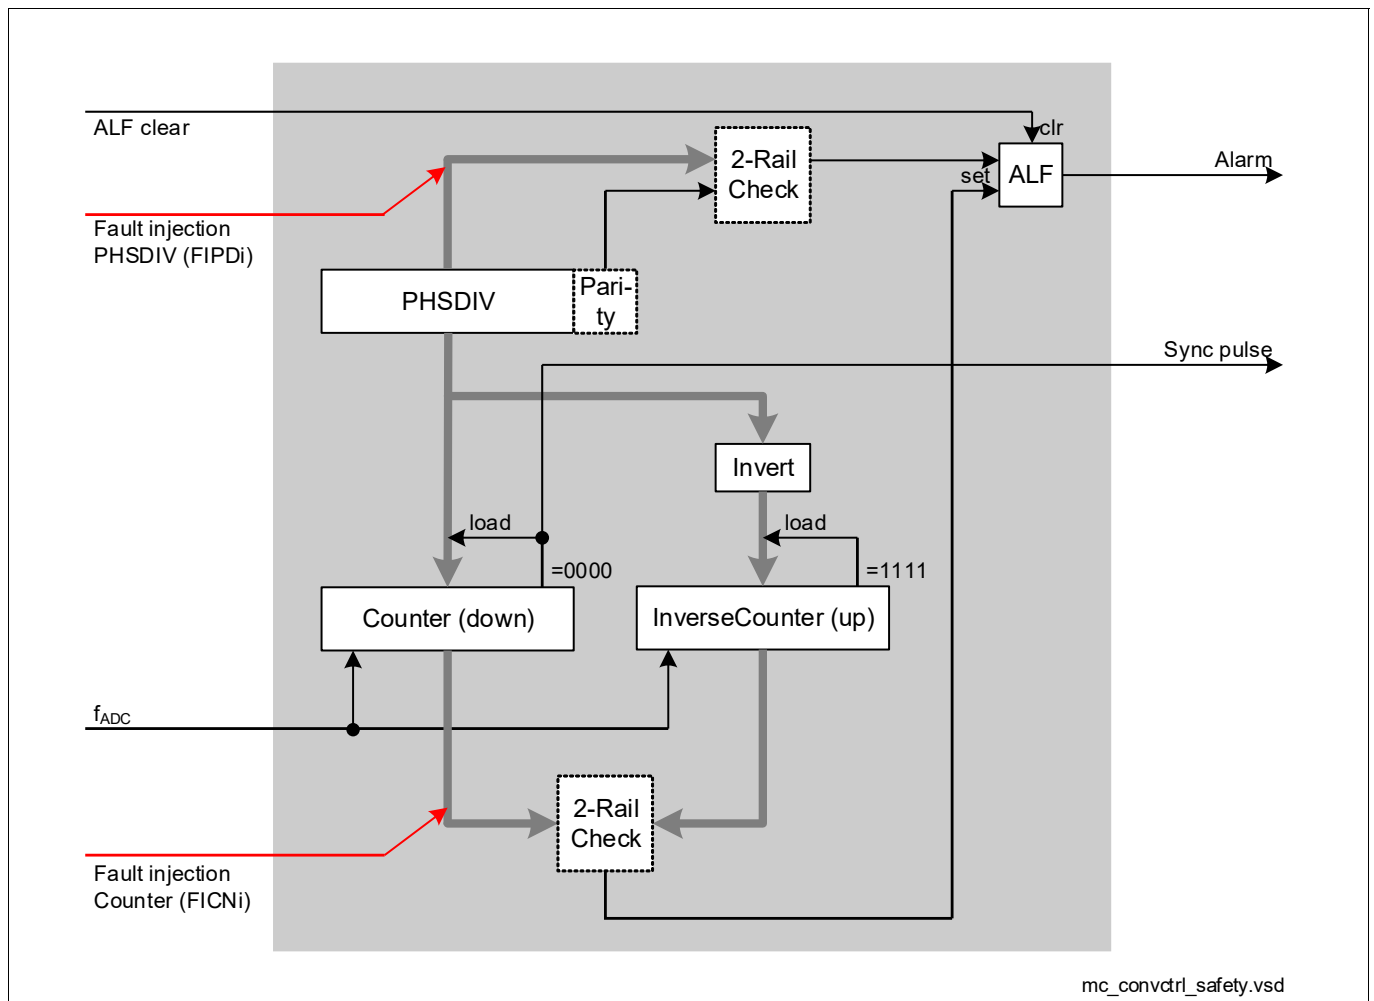 ALF clear
clr
2-Rail
Check
set
ALF
Alarm
Fault injection
PHSDIV (FIPDi)
PHSDIV
Pari-
ty
Sync pulse
Invert
load
load
=0000
=1111
Counter (down)
InverseCounter (up)
fADC
2-Rail
Check
Fault injection
Counter (FICNi)
mc_convctrl_safety.vsd